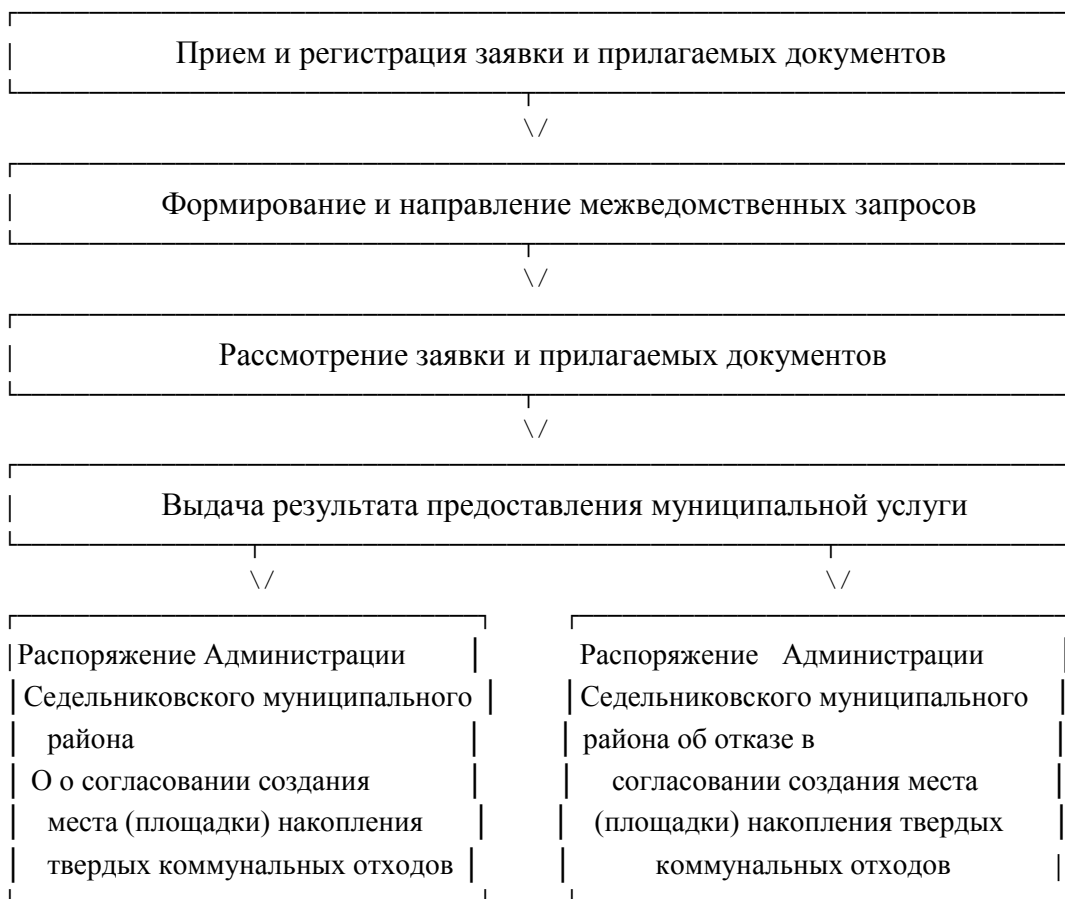 Прием и регистрация заявки и прилагаемых документов
Формирование и направление межведомственных запросов
Рассмотрение заявки и прилагаемых документов
Выдача результата предоставления муниципальной услуги
Распоряжение Администрации
Седельниковского муниципального
района
О о согласовании создания
места (площадки) накопления
твердых коммунальных отходов
Распоряжение Администрации
Седельниковского муниципального
района об отказе в
согласовании создания места
(площадки) накопления твердых
коммунальных отходов